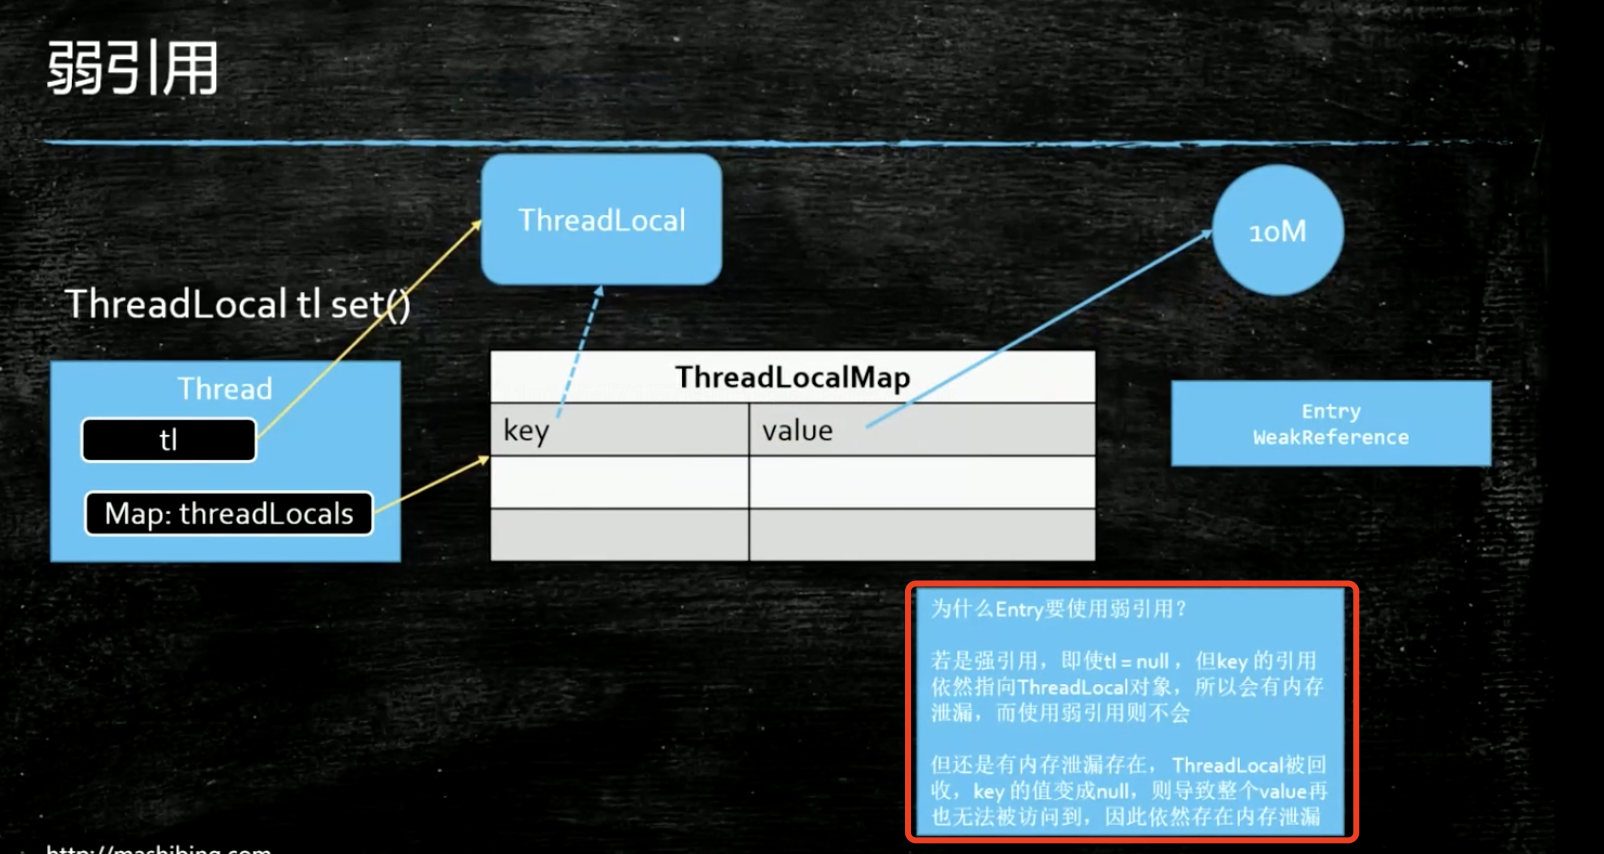 弱引用
ThreadLocal
10M
ThreadLocal tl set()
Thread
tl
Map: threadLocals
ThreadLocalMap
key
value
Entry
WeakReference
为什么Entry要使用弱引用？
若是强引用，即使tl = null，但key 的引用
依然指向ThreadLocal对象，所以会有内存
泄漏，而使用弱引用则不会
但还是有内存泄漏存在， ThreadLocal被回
收，key 的值变成null，则导致整个value再
也无法被访问到，因此依然存在内存泄漏
http://mashibing.com